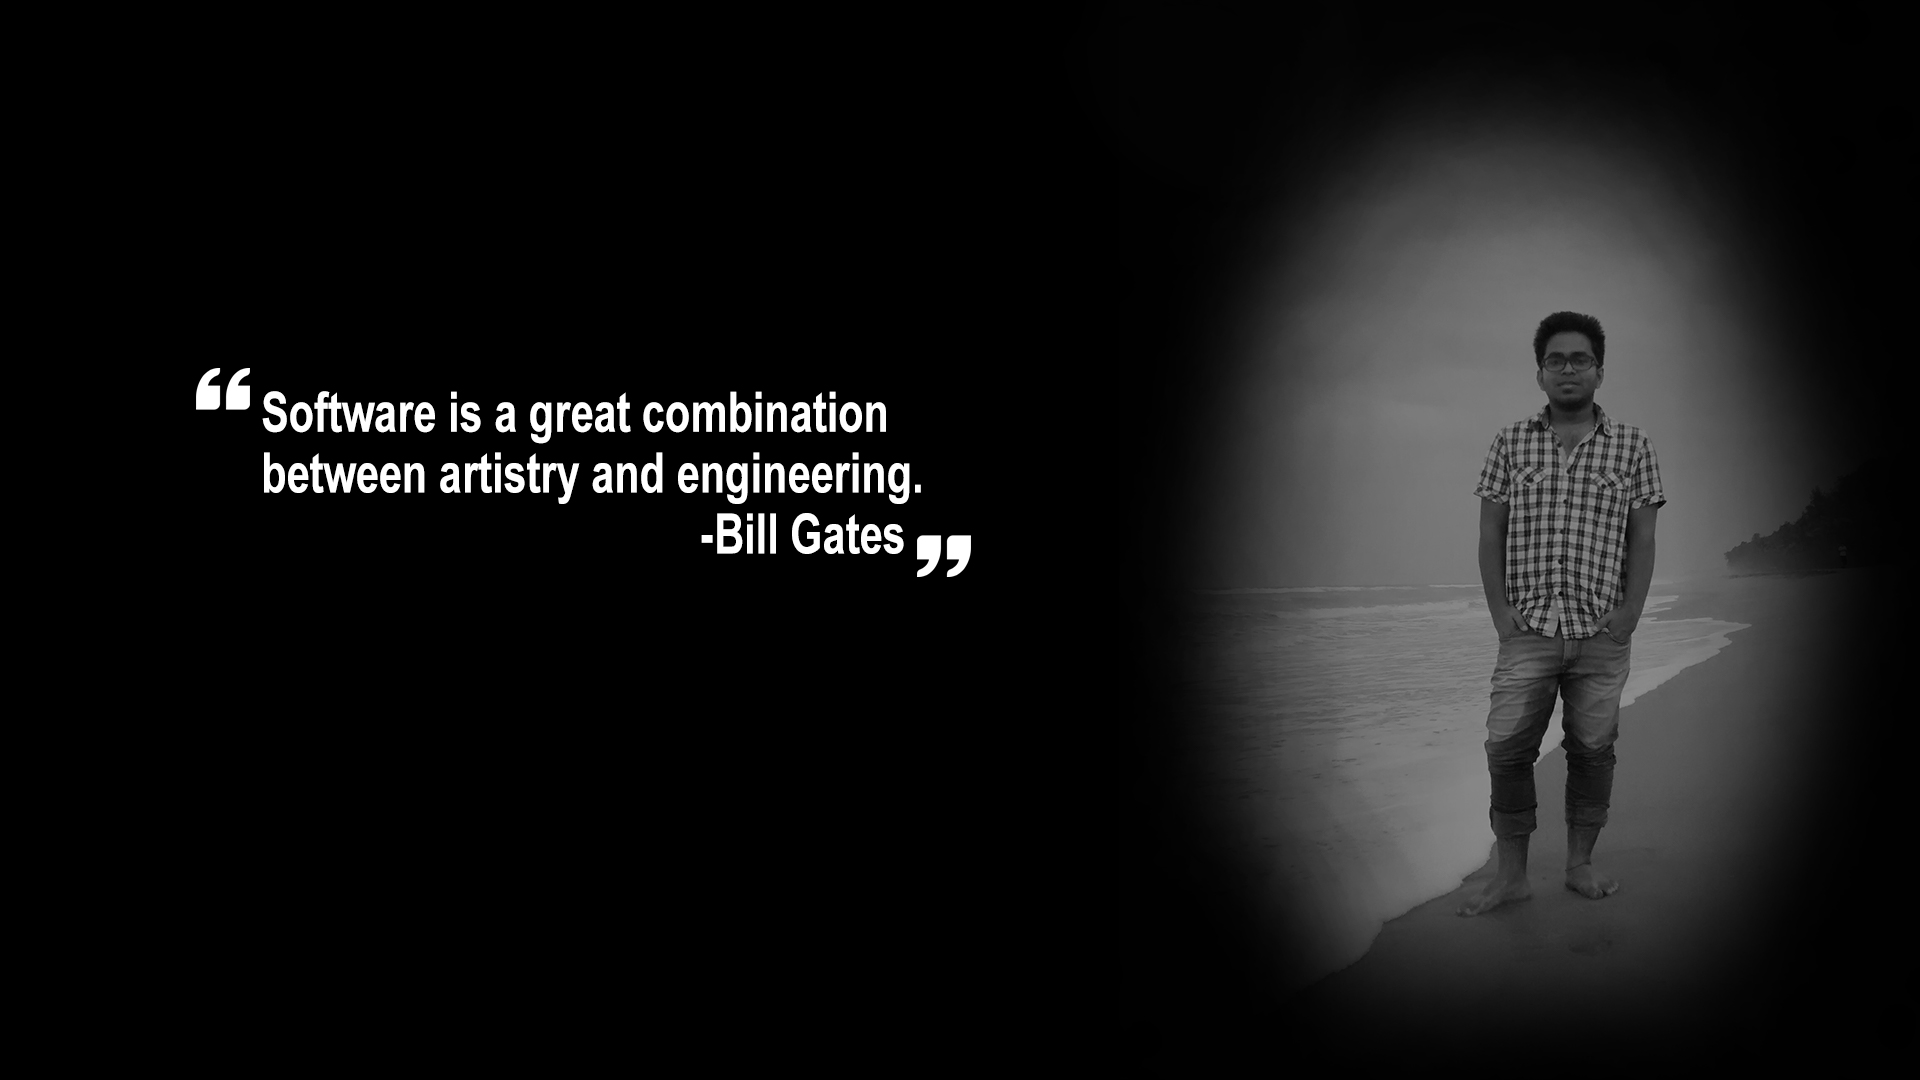 “Software is a great combination
between artistry and engineering.
-Bill Gates”